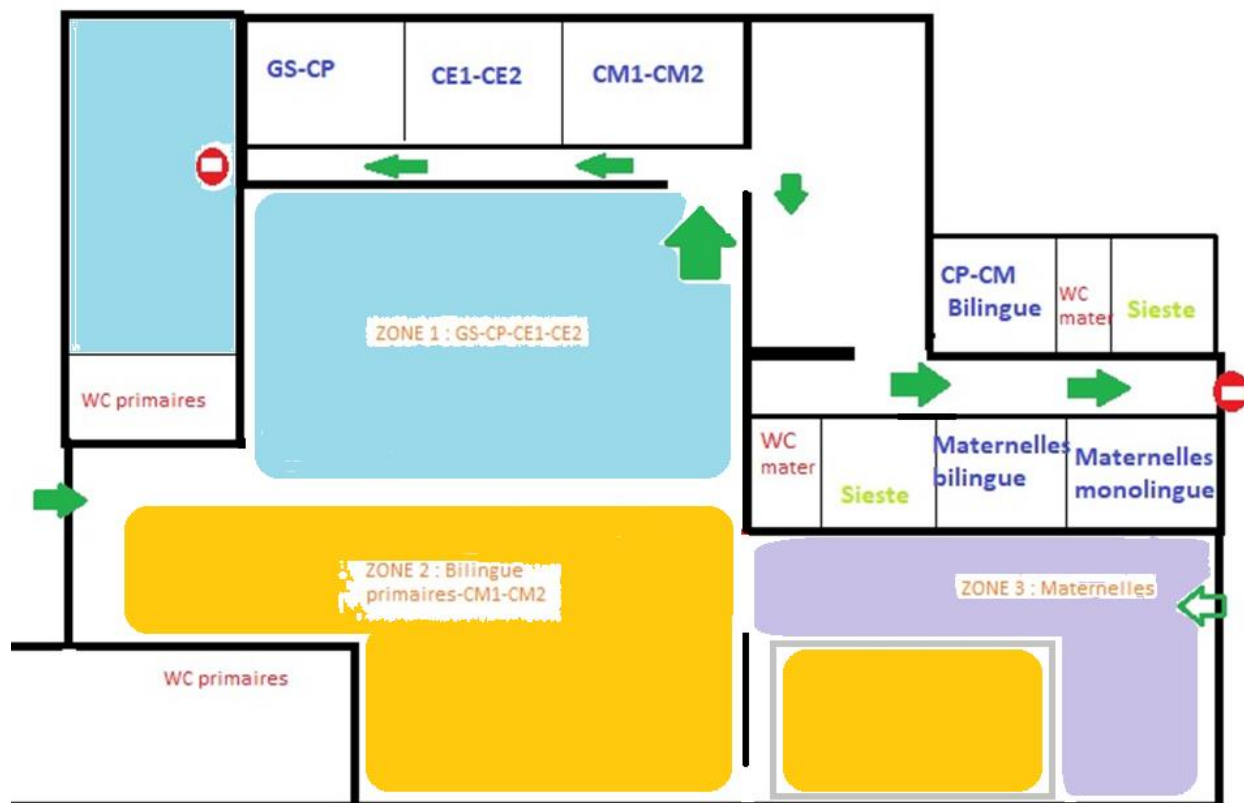 GS-CP
CE1-CE2
CM1-CM2
CP-CM
Bilingue
WC
mater
Sieste
ZONE 1 : GS-CP-CE1-CE2
WC primaires
WC
mater
Sieste
Maternelles
bilingue
Maternelles
monolingue
ZONE 2 : Bilingue
primaires-CM1-CM2
ZONE 3 : Maternelles
WC primaires